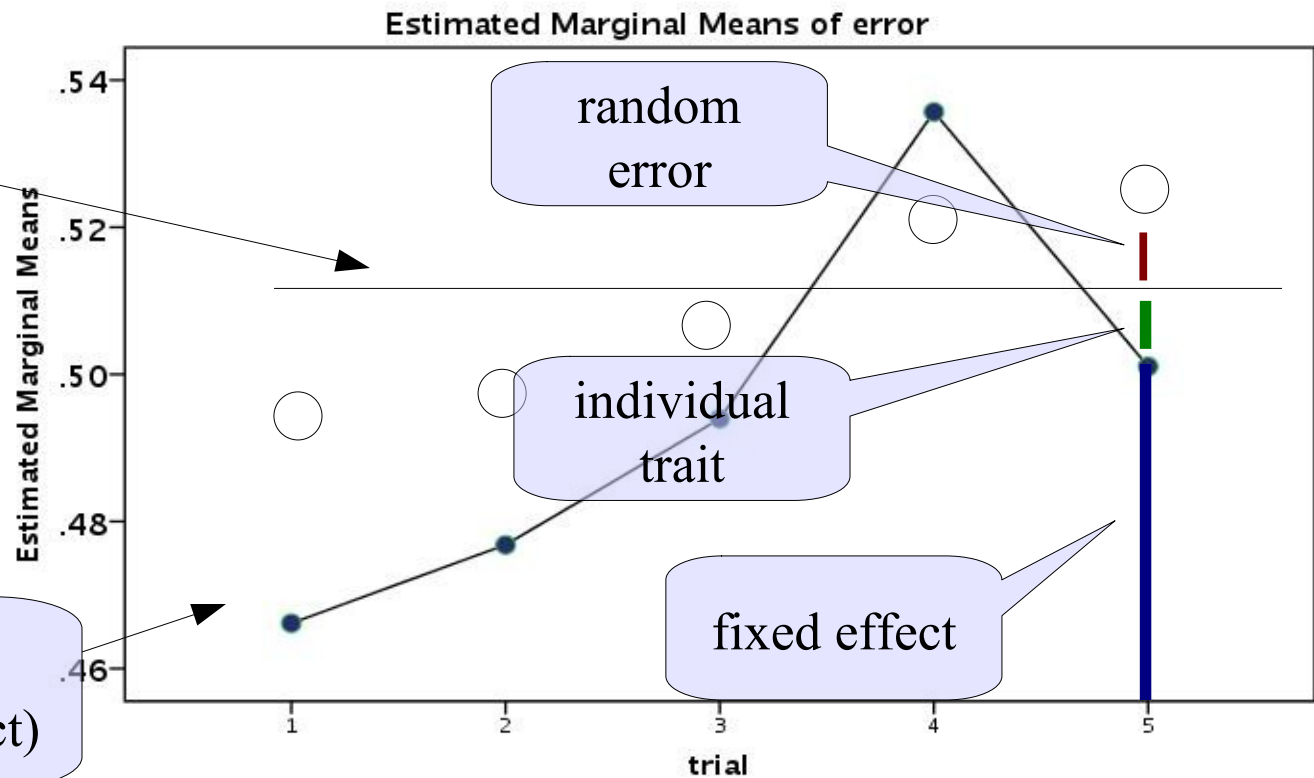 Estimated Marginal Means of error
Estimated Marginal Means
.54
.52
.50
.48
.46
random
error
individual
trait
fixed effect
ct)
1 2 3 4 5
trial